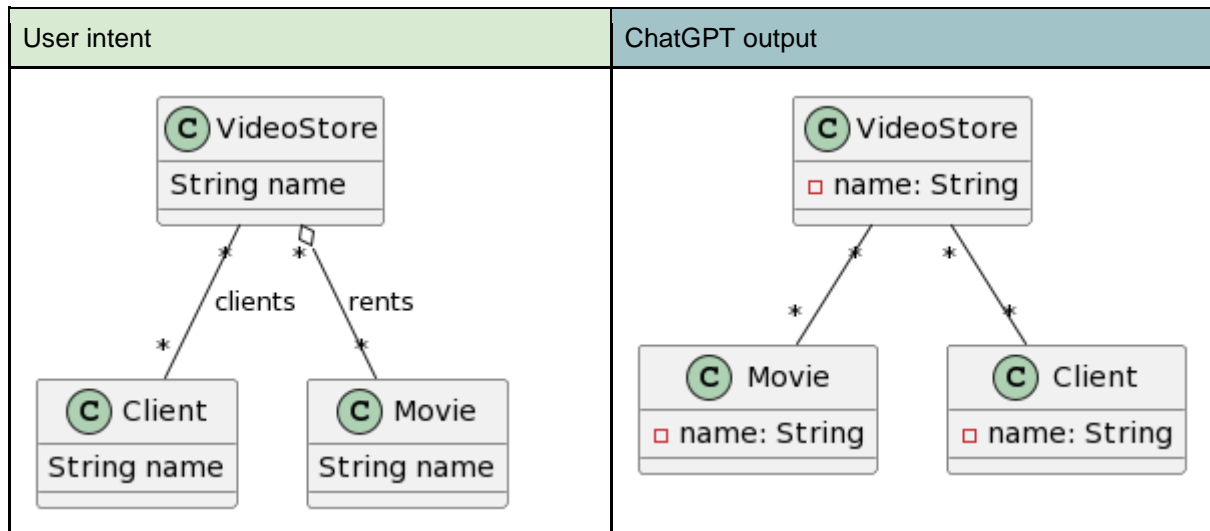 User intent
ChatGPT output
C VideoStore
String name
* *
clients rents
* *
C Client
String name
C Movie
String name
C VideoStore
name: String
* *
* *
C Movie
name: String
C Client
name: String